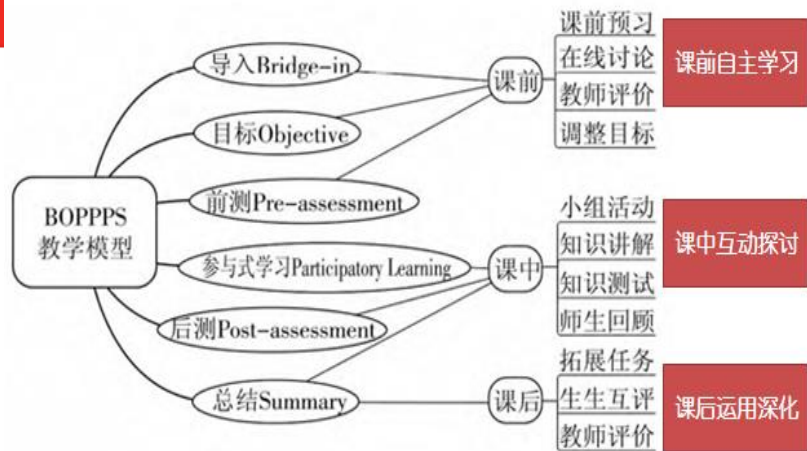 BOPPPS
教学模型
导入Bridge-in
目标Objective
前测Pre-assessment
参与式学习Participatory Learning
后测Post-assessment
总结Summary
课前
课前预习
在线讨论
教师评价
调整目标
课前自主学习
课中
小组活动
知识讲解
知识测试
师生回顾
课中互动探讨
课后
拓展任务
生生互评
教师评价
课后运用深化